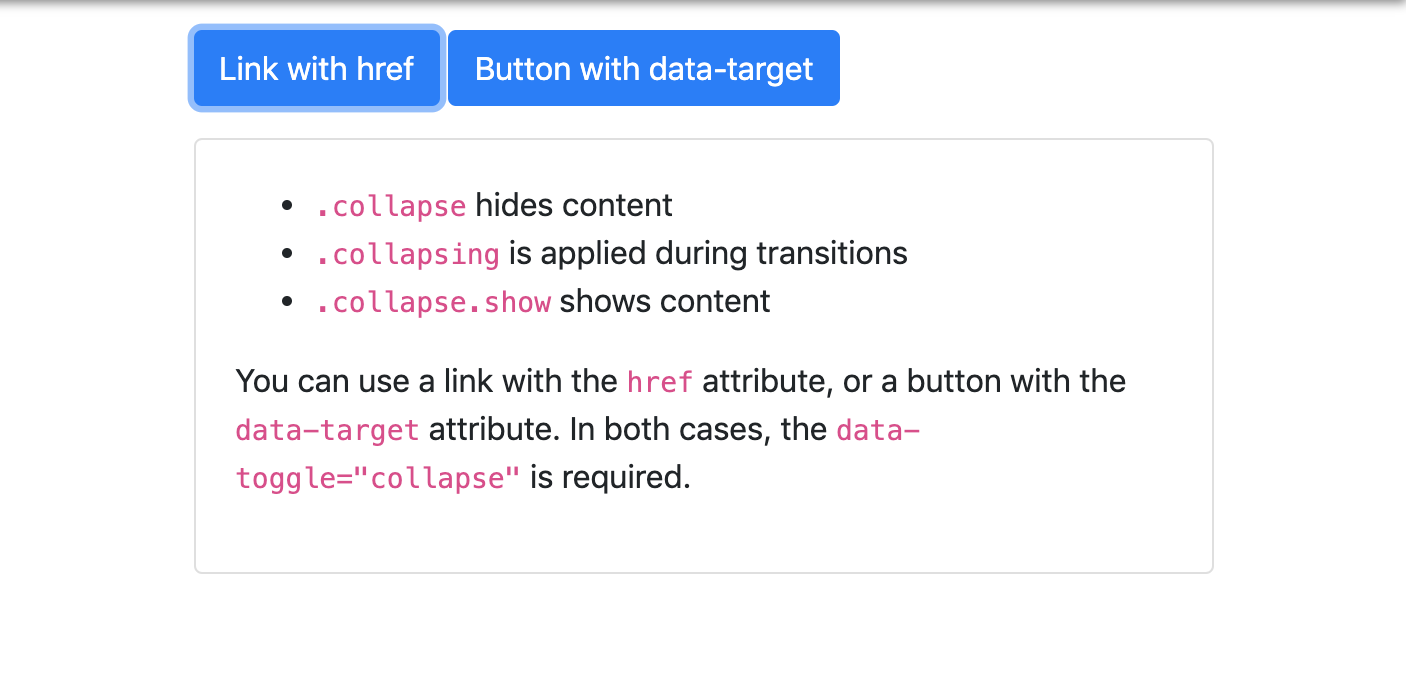 Link with href
Button with data-target
.collapse hides content
.collapsing is applied during transitions
.collapse.show shows content
You can use a link with the href attribute, or a button with the
data-target attribute. In both cases, the data-
toggle="collapse" is required.